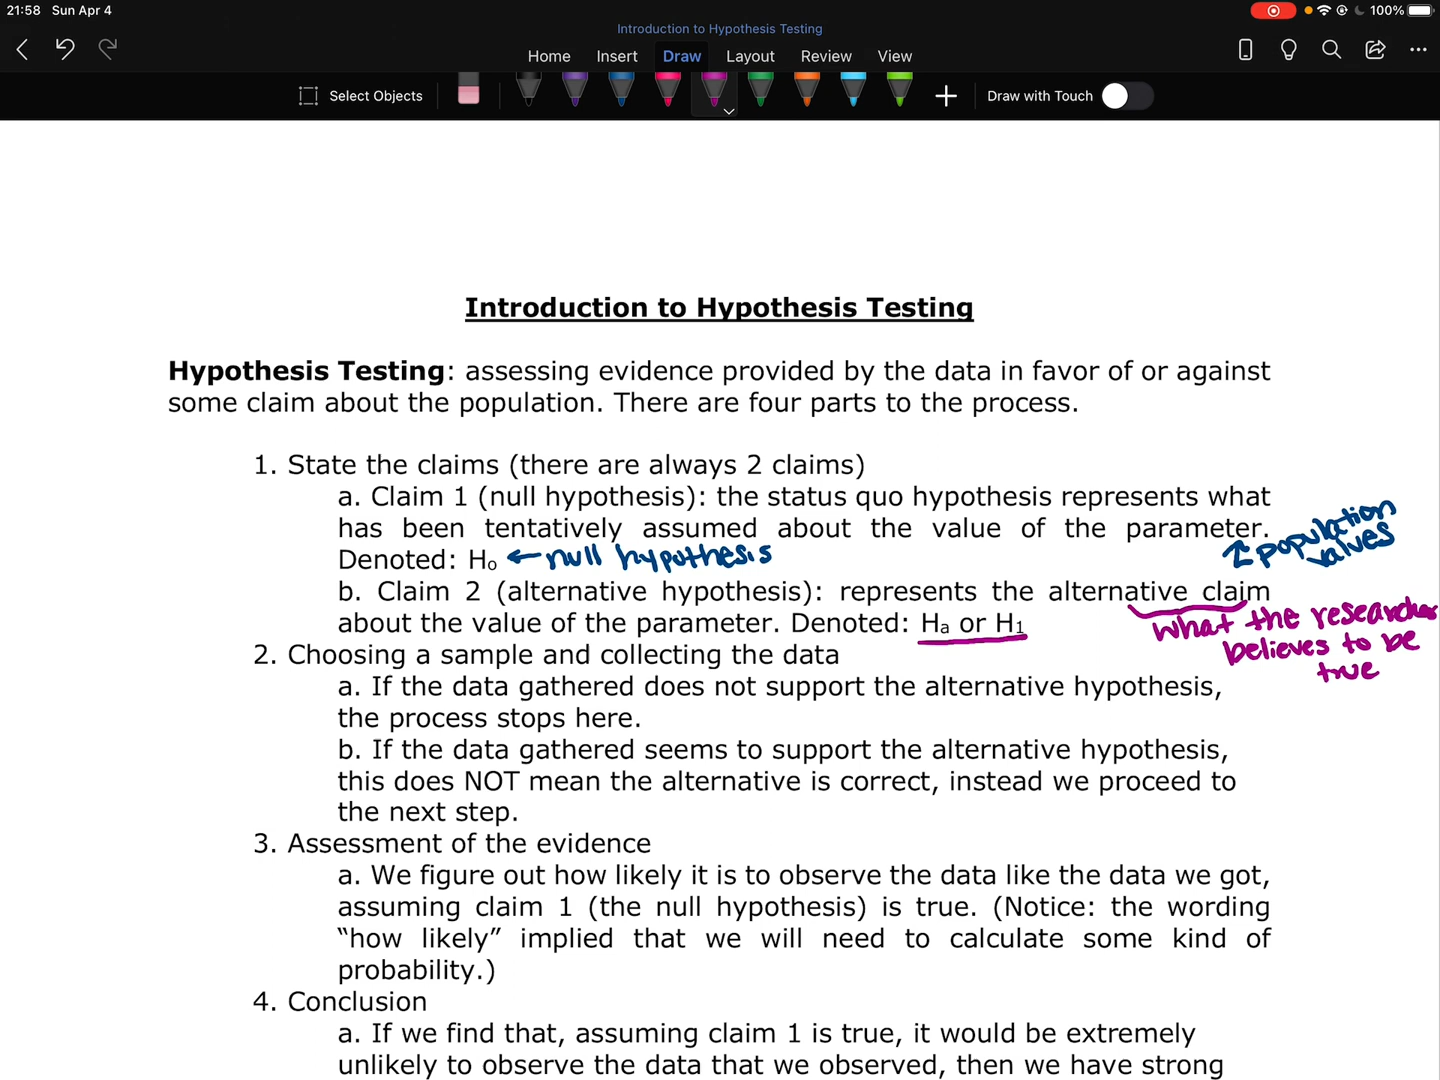 21:58 Sun Apr 4
100%
Introduction to Hypothesis Testing
Home Insert Draw Layout Review View
Select Objects
Draw with Touch
Introduction to Hypothesis Testing
Hypothesis Testing: assessing evidence provided by the data in favor of or against
some claim about the population. There are four parts to the process.
1. State the claims (there are always 2 claims)
a. Claim 1 (null hypothesis): the status quo hypothesis represents what
has been tentatively assumed about the value of the parameter.
↑ population
values
Denoted: H₀ ← null hypothesis
b. Claim 2 (alternative hypothesis): represents the alternative claim
about the value of the parameter. Denoted: Hₐ or H₁
what the researcher
believes to be
true
2. Choosing a sample and collecting the data
a. If the data gathered does not support the alternative hypothesis,
the process stops here.
b. If the data gathered seems to support the alternative hypothesis,
this does NOT mean the alternative is correct, instead we proceed to
the next step.
3. Assessment of the evidence
a. We figure out how likely it is to observe the data like the data we got,
assuming claim 1 (the null hypothesis) is true. (Notice: the wording
“how likely” implied that we will need to calculate some kind of
probability.)
4. Conclusion
a. If we find that, assuming claim 1 is true, it would be extremely
unlikely to observe the data that we observed, then we have strong